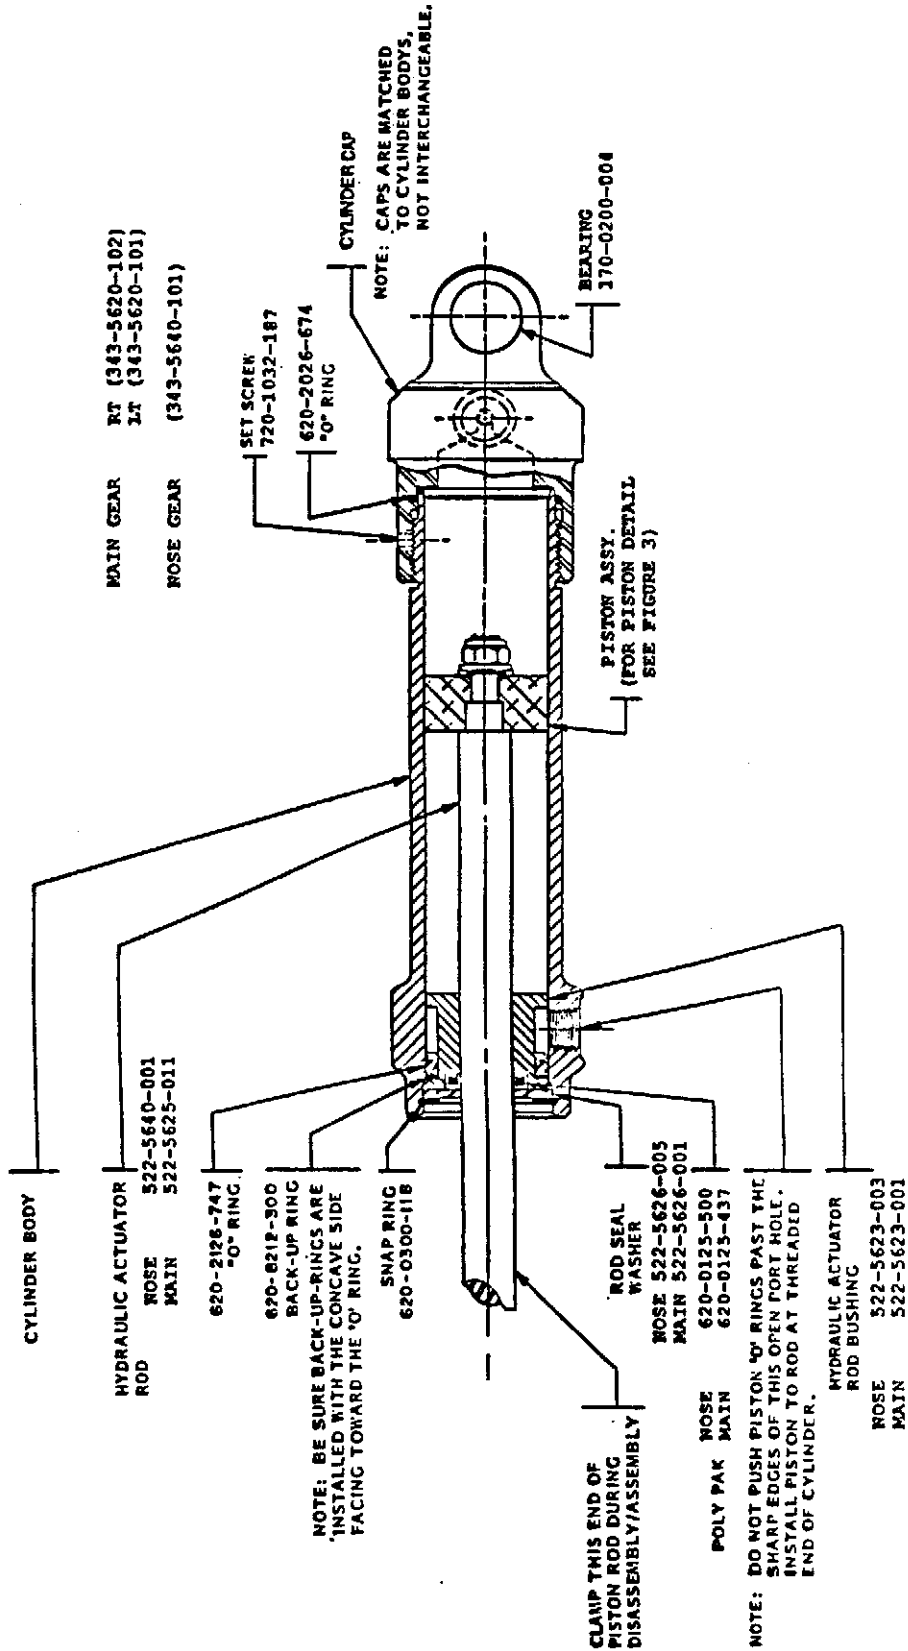 MAIN GEAR RT (343-5620-102)
LT (343-5620-101)
NOSE GEAR (343-5640-101)
CYLINDER BODY
HYDRAULIC ACTUATOR
ROD
NOSE 522-5640-001
MAIN 522-5625-011
620-2126-747
"O" RING.
620-8212-300
BACK-UP RING
NOTE: BE SURE BACK-UP-RINGS ARE
INSTALLED WITH THE CONCAVE SIDE
FACING TOWARD THE "O" RING.
SNAP RING
620-0300-118
SET SCREW
720-1032-187
620-2026-674
"O" RING
CYLINDER CAP
NOTE: CAPS ARE MATCHED
TO CYLINDER BODYS,
NOT INTERCHANGEABLE.
BEARING
170-0200-004
PISTON ASSY.
(FOR PISTON DETAIL
SEE FIGURE 3)
CLAMP THIS END OF
PISTON ROD DURING
DISASSEMBLY/ASSEMBLY
ROD SEAL
WASHER
NOSE 522-5626-005
MAIN 522-5626-001
POLY PAK NOSE 620-0125-500
MAIN 620-0125-437
NOTE: DO NOT PUSH PISTON "O" RINGS PAST THE
SHARP EDGES OF THIS OPEN PORT HOLE.
INSTALL PISTON TO ROD AT THREADED
END OF CYLINDER.
HYDRAULIC ACTUATOR
ROD BUSHING
NOSE 522-5623-003
MAIN 522-5623-001